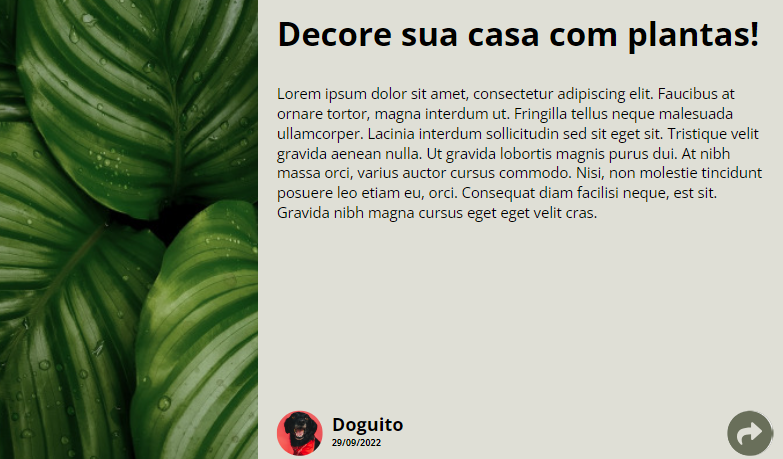 Decore sua casa com plantas!
Lorem ipsum dolor sit amet, consectetur adipiscing elit. Faucibus at
ornare tortor, magna interdum ut. Fringilla tellus neque malesuada
ullamcorper. Lacinia interdum sollicitudin sed sit eget sit. Tristique velit
gravida aenean nulla. Ut gravida lobortis magnis purus dui. At nibh
massa orci, varius auctor cursus commodo. Nisi, non molestie tincidunt
posuere leo etiam eu, orci. Consequat diam facilisi neque, est sit.
Gravida nibh magna cursus eget eget velit cras.
Doguito
29/09/2022